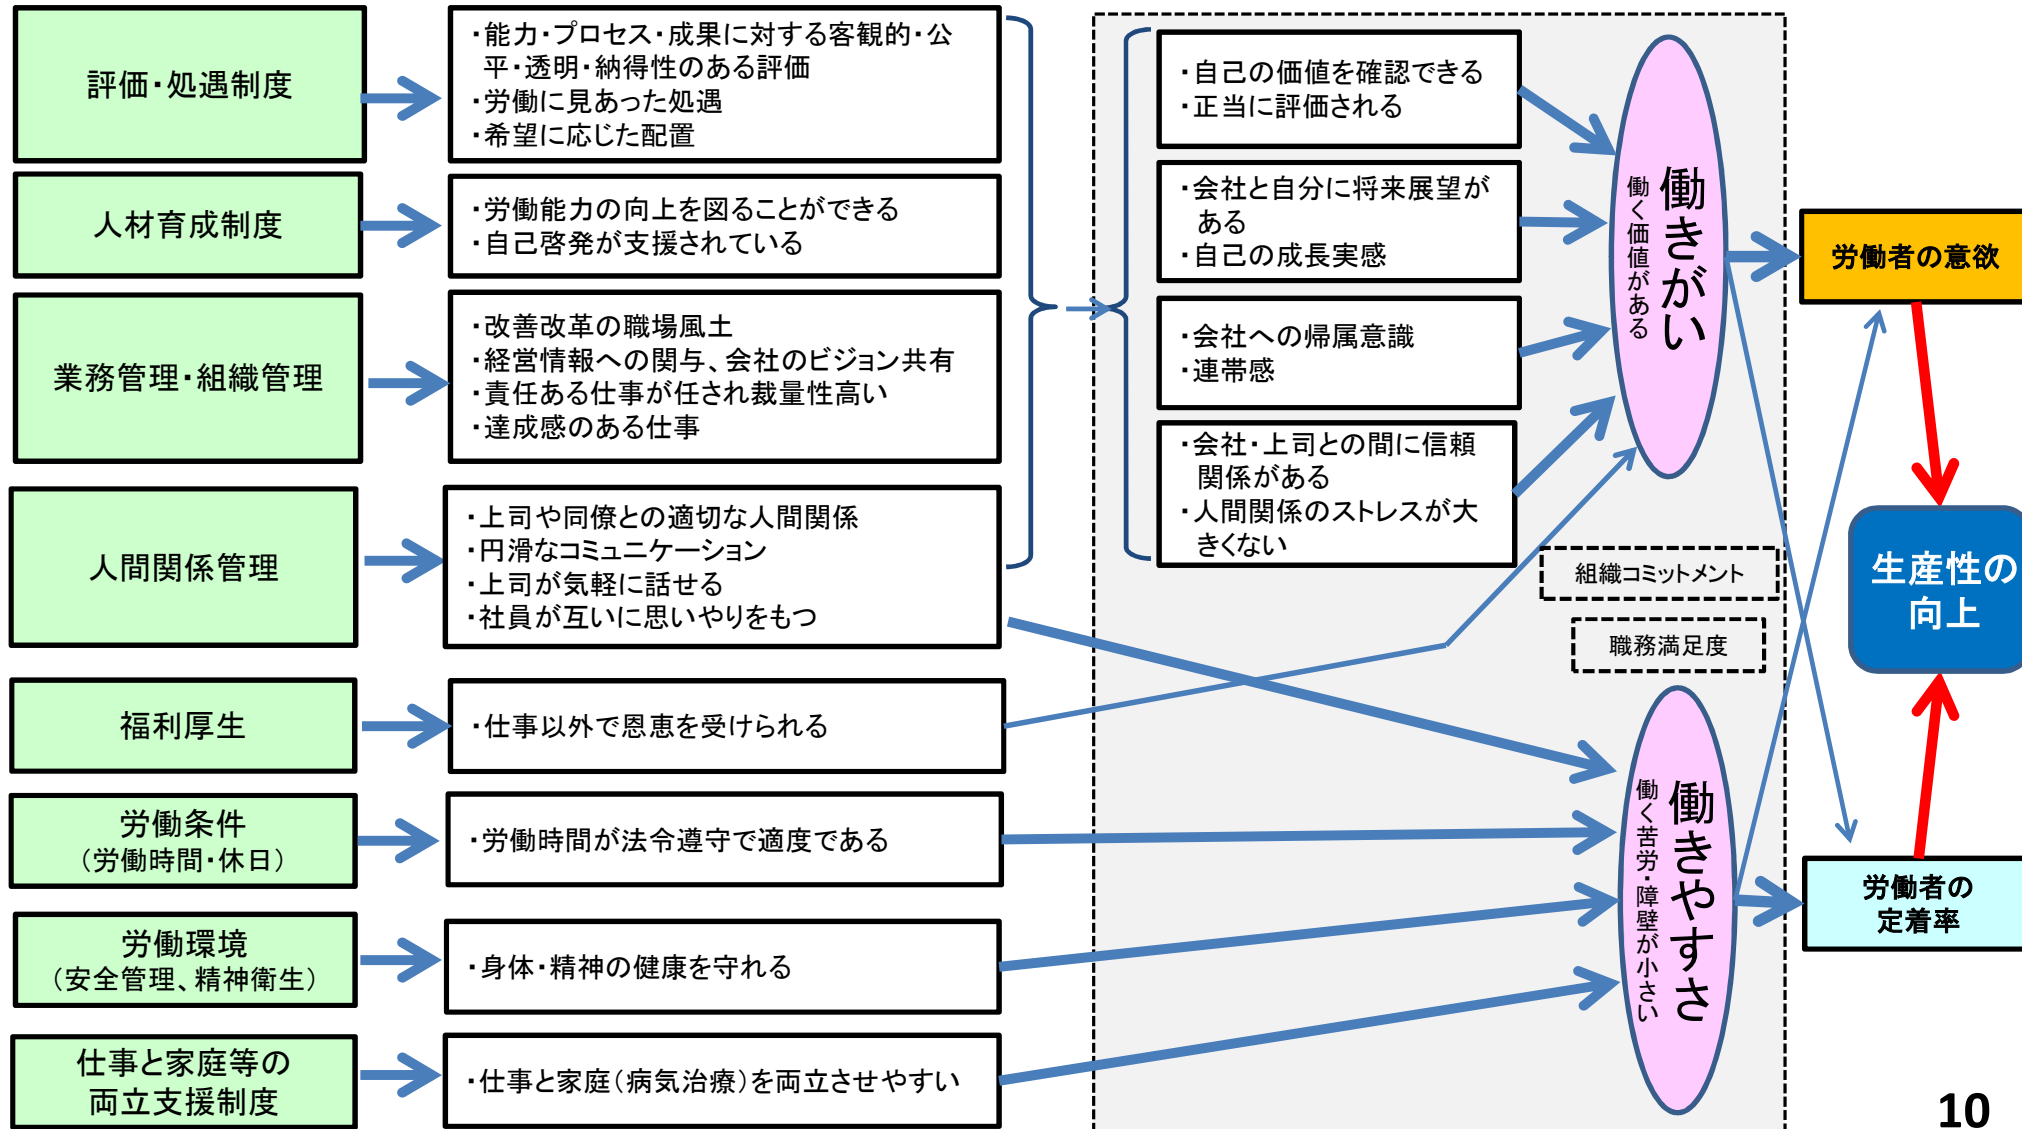 評価・処遇制度
・能力・プロセス・成果に対する客観的・公
平・透明・納得性のある評価
・労働に見あった処遇
・希望に応じた配置
人材育成制度
・労働能力の向上を図ることができる
・自己啓発が支援されている
業務管理・組織管理
・改善改革の職場風土
・経営情報への関与、会社のビジョン共有
・責任ある仕事が任され裁量性高い
・達成感のある仕事
人間関係管理
・上司や同僚との適切な人間関係
・円滑なコミュニケーション
・上司が気軽に話せる
・社員が互いに思いやりをもつ
福利厚生
・仕事以外で恩恵を受けられる
労働条件
（労働時間・休日）
・労働時間が法令遵守で適度である
労働環境
（安全管理、精神衛生）
・身体・精神の健康を守れる
仕事と家庭等の
両立支援制度
・仕事と家庭（病気治療）を両立させやすい
・自己の価値を確認できる
・正当に評価される
・会社と自分に将来展望が
ある
・自己の成長実感
・会社への帰属意識
・連帯感
・会社・上司との間に信頼
関係がある
・人間関係のストレスが大
きくない
働きがい
働く価値がある
組織コミットメント
職務満足度
働きやすさ
働く苦労・障壁が小さい
労働者の意欲
生産性の
向上
労働者の
定着率
10